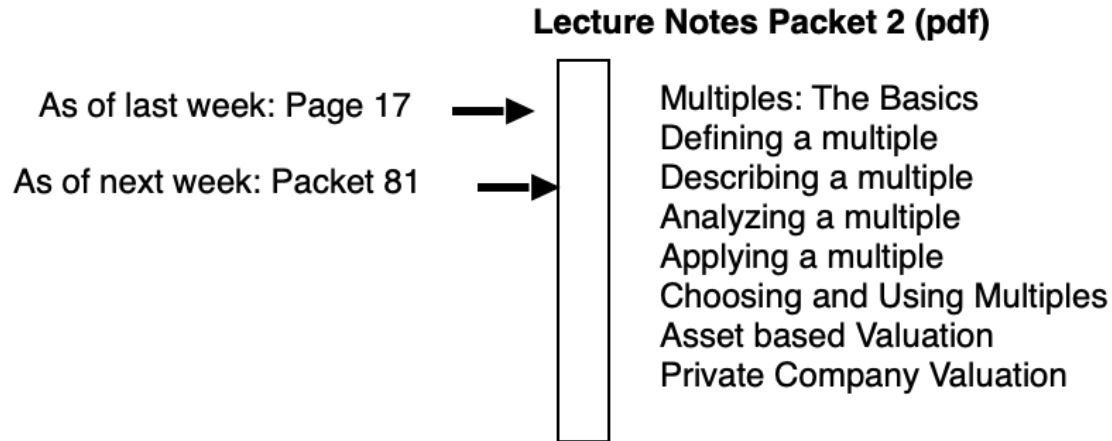 Lecture Notes Packet 2 (pdf)
As of last week: Page 17
As of next week: Packet 81
Multiples: The Basics
Defining a multiple
Describing a multiple
Analyzing a multiple
Applying a multiple
Choosing and Using Multiples
Asset based Valuation
Private Company Valuation